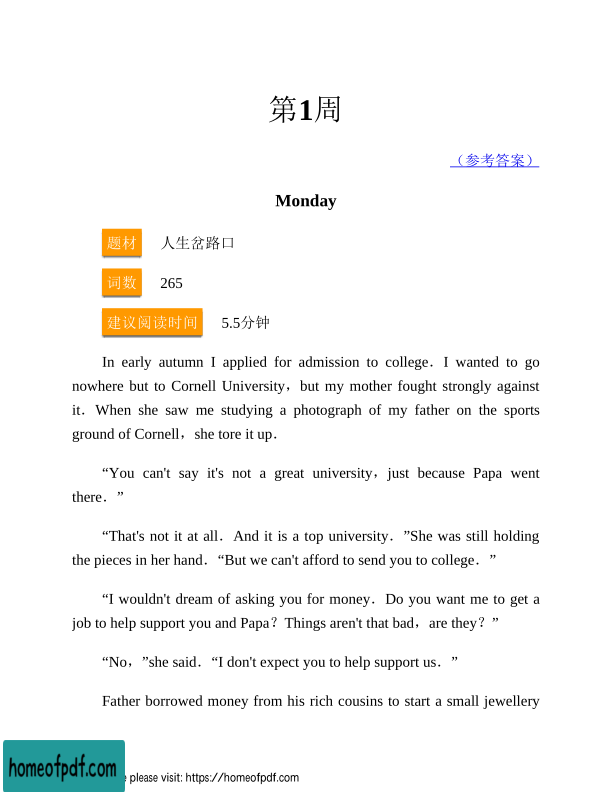 第1周
（参考答案）
Monday
题材 人生岔路口
词数 265
建议阅读时间 5.5分钟
In early autumn I applied for admission to college．I wanted to go
nowhere but to Cornell University，but my mother fought strongly against
it．When she saw me studying a photograph of my father on the sports
ground of Cornell，she tore it up．
“You can't say it's not a great university，just because Papa went
there．”
“That's not it at all．And it is a top university．”She was still holding
the pieces in her hand．“But we can't afford to send you to college．”
“I wouldn't dream of asking you for money．Do you want me to get a
job to help support you and Papa？Things aren't that bad，are they？”
“No，”she said．“I don't expect you to help support us．”
Father borrowed money from his rich cousins to start a small jewellery
homeofpdf.com
please visit: https://homeofpdf.com